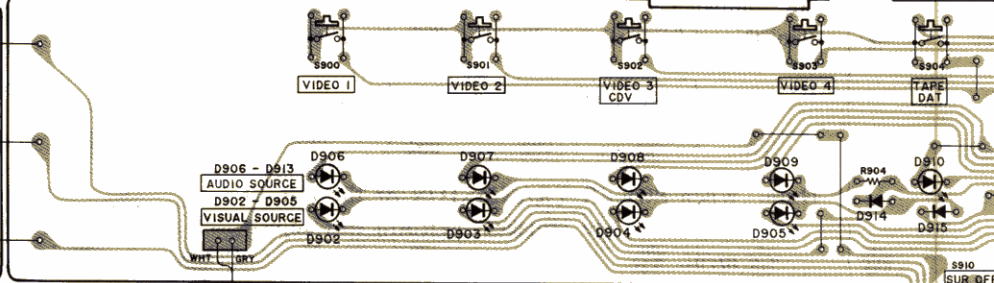 S900
S901
S902
S903
S904
VIDEO 1
VIDEO 2
VIDEO 3
CDV
VIDEO 4
TAPE
DAT
D906
D907
D908
D909
D910
D906 - D913
AUDIO SOURCE
R904
D902 - D905
VISUAL SOURCE
D914
D902
D903
D904
D905
D915
WHT
GRY
S910
SUR OFF